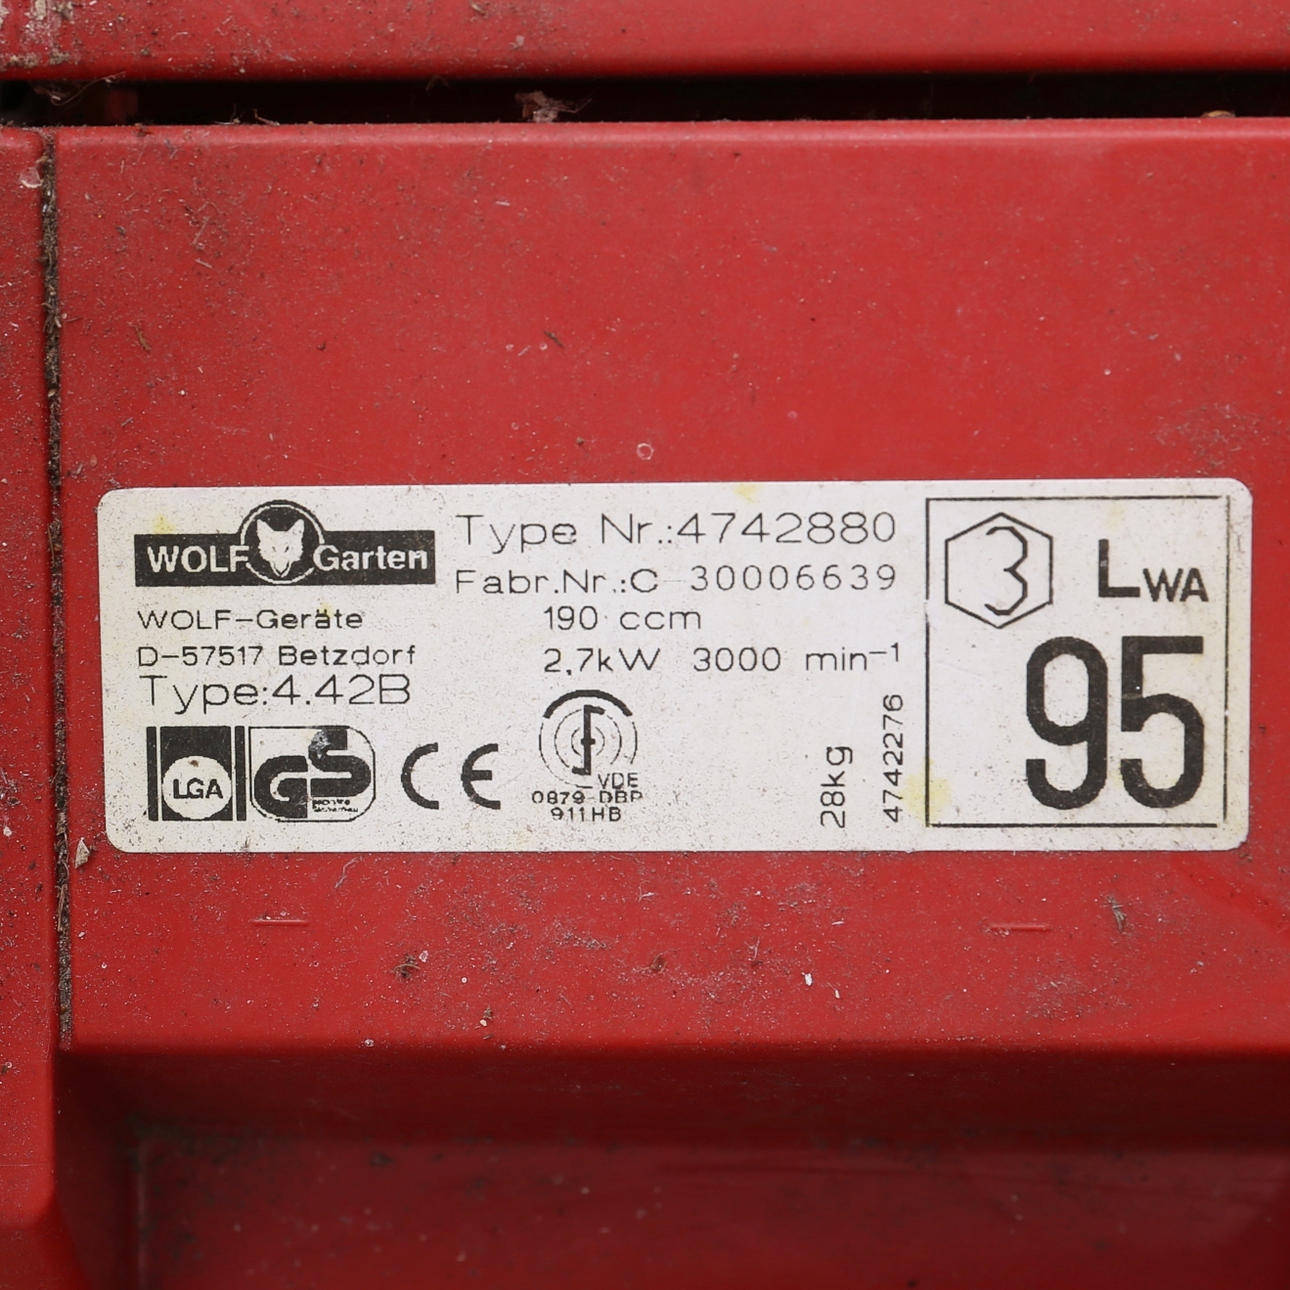 WOLF Garten
Type Nr.:4742880
Fabr.Nr.:C 30006639
WOLF-Geräte
190 ccm
D-57517 Betzdorf
2,7kW 3000 min-1
Type:4.42B
LGA
GS
CE
VDE
0879 DBP
911HB
28kg
4742276
3
LWA
95